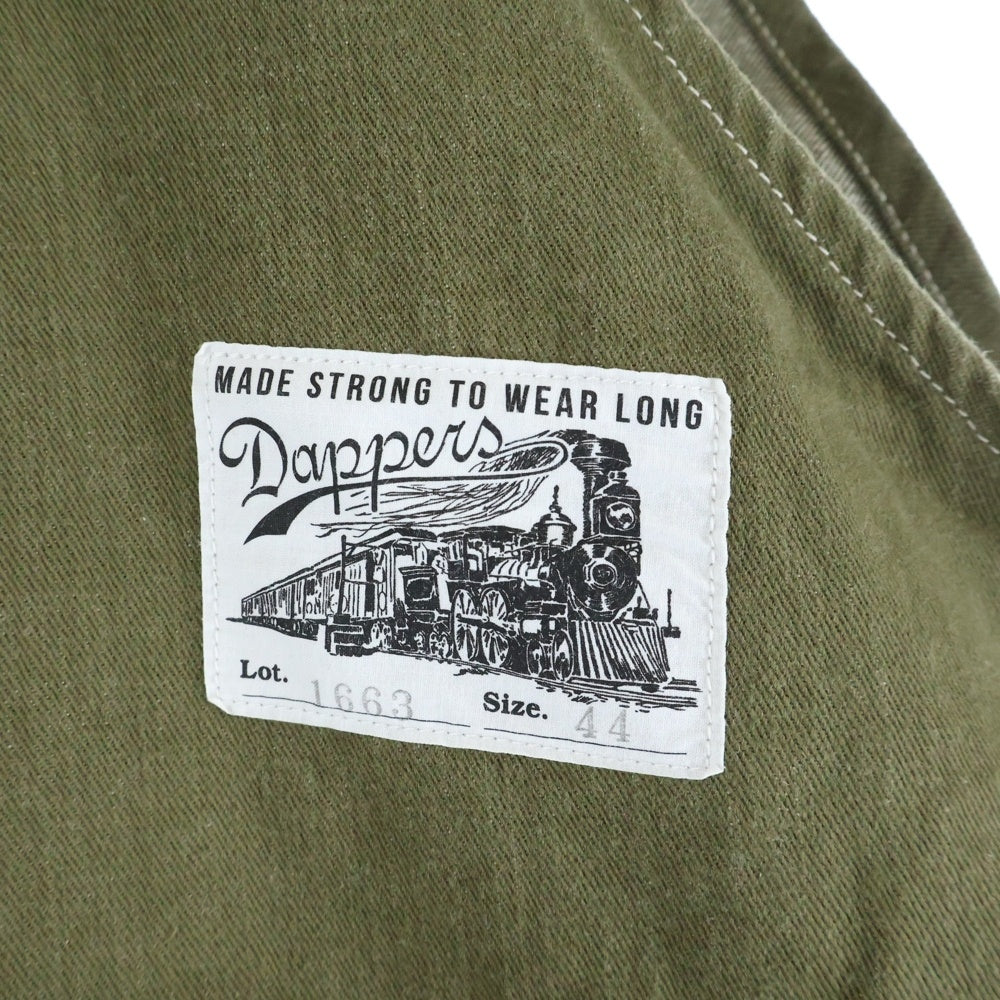 MADE STRONG TO WEAR LONG
Dappers
Lot. 1663 Size. 44